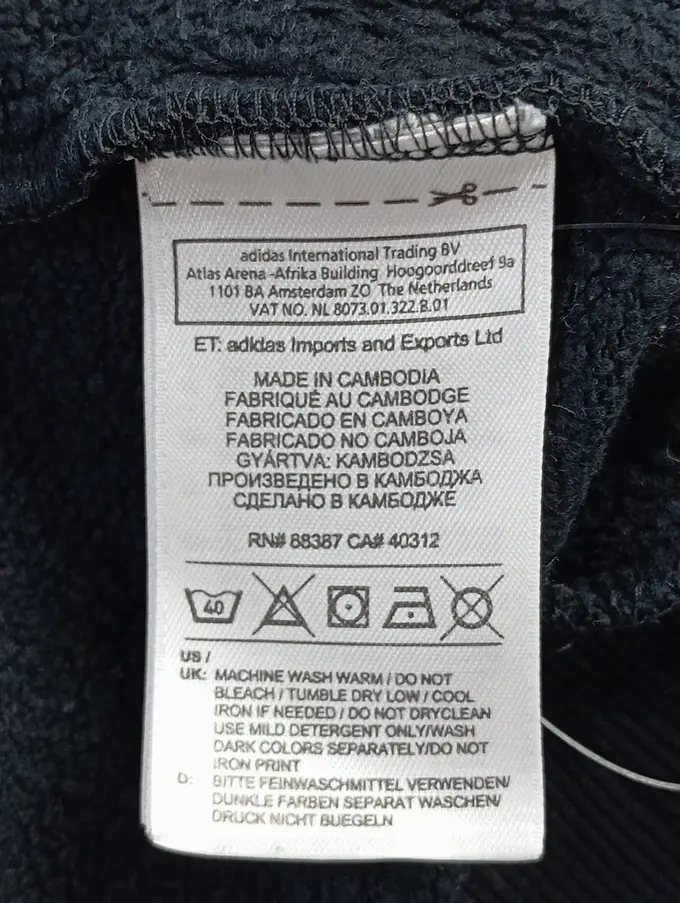 adidas International Trading BV
Atlas Arena -Afrika Building Hoogoorddreef 9a
1101 BA Amsterdam ZO The Netherlands
VAT NO. NL 8073.01.322.B.01
ET: adidas Imports and Exports Ltd
MADE IN CAMBODIA
FABRIQUÉ AU CAMBODGE
FABRICADO EN CAMBOYA
FABRICADO NO CAMBOJA
GYÁRTVA: KAMBODZSA
ПРОИЗВЕДЕНО В КАМБОДЖА
СДЕЛАНО В КАМБОДЖЕ
RN# 88387 CA# 40312
40
US /
UK: MACHINE WASH WARM / DO NOT
BLEACH / TUMBLE DRY LOW / COOL
IRON IF NEEDED / DO NOT DRYCLEAN
USE MILD DETERGENT ONLY/WASH
DARK COLORS SEPARATELY/DO NOT
IRON PRINT
D: BITTE FEINWASCHMITTEL VERWENDEN/
DUNKLE FARBEN SEPARAT WASCHEN/
DRUCK NICHT BUEGELN